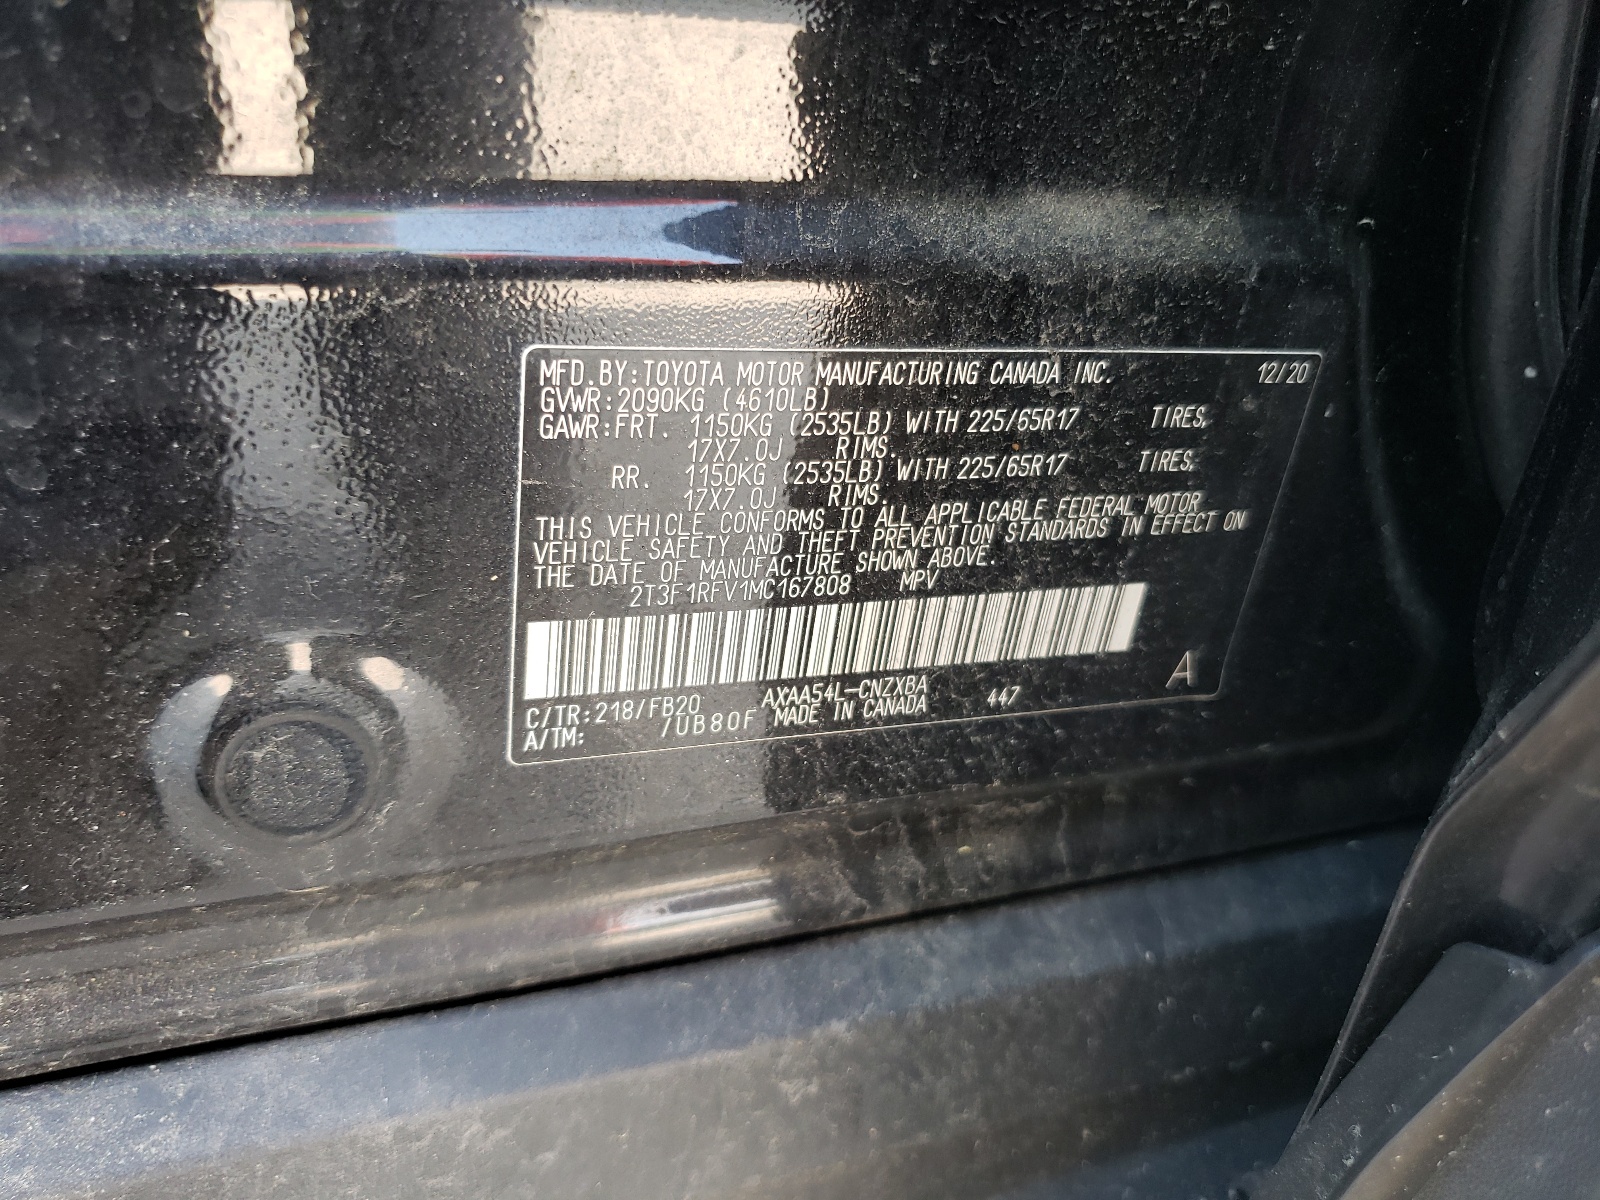 MFD.BY:TOYOTA MOTOR MANUFACTURING CANADA INC. 12/20
GVWR:2090KG (4610LB)
GAWR:FRT. 1150KG (2535LB) WITH 225/65R17 TIRES,
17X7.0J RIMS.
RR. 1150KG (2535LB) WITH 225/65R17 TIRES,
17X7.0J RIMS.
THIS VEHICLE CONFORMS TO ALL APPLICABLE FEDERAL MOTOR
VEHICLE SAFETY AND THEFT PREVENTION STANDARDS IN EFFECT ON
THE DATE OF MANUFACTURE SHOWN ABOVE.
2T3F1RFV1MC167808 MPV
A
C/TR:218/FB20 AXAA54L-CNZXBA 447
A/TM: /UB80F MADE IN CANADA